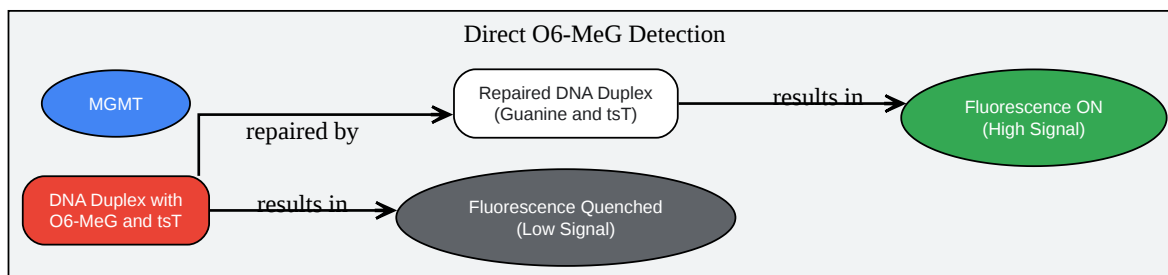 Direct O6-MeG Detection
MGMT
repaired by
Repaired DNA Duplex
(Guanine and tsT)
results in
Fluorescence ON
(High Signal)
DNA Duplex with
O6-MeG and tsT
results in
Fluorescence Quenched
(Low Signal)